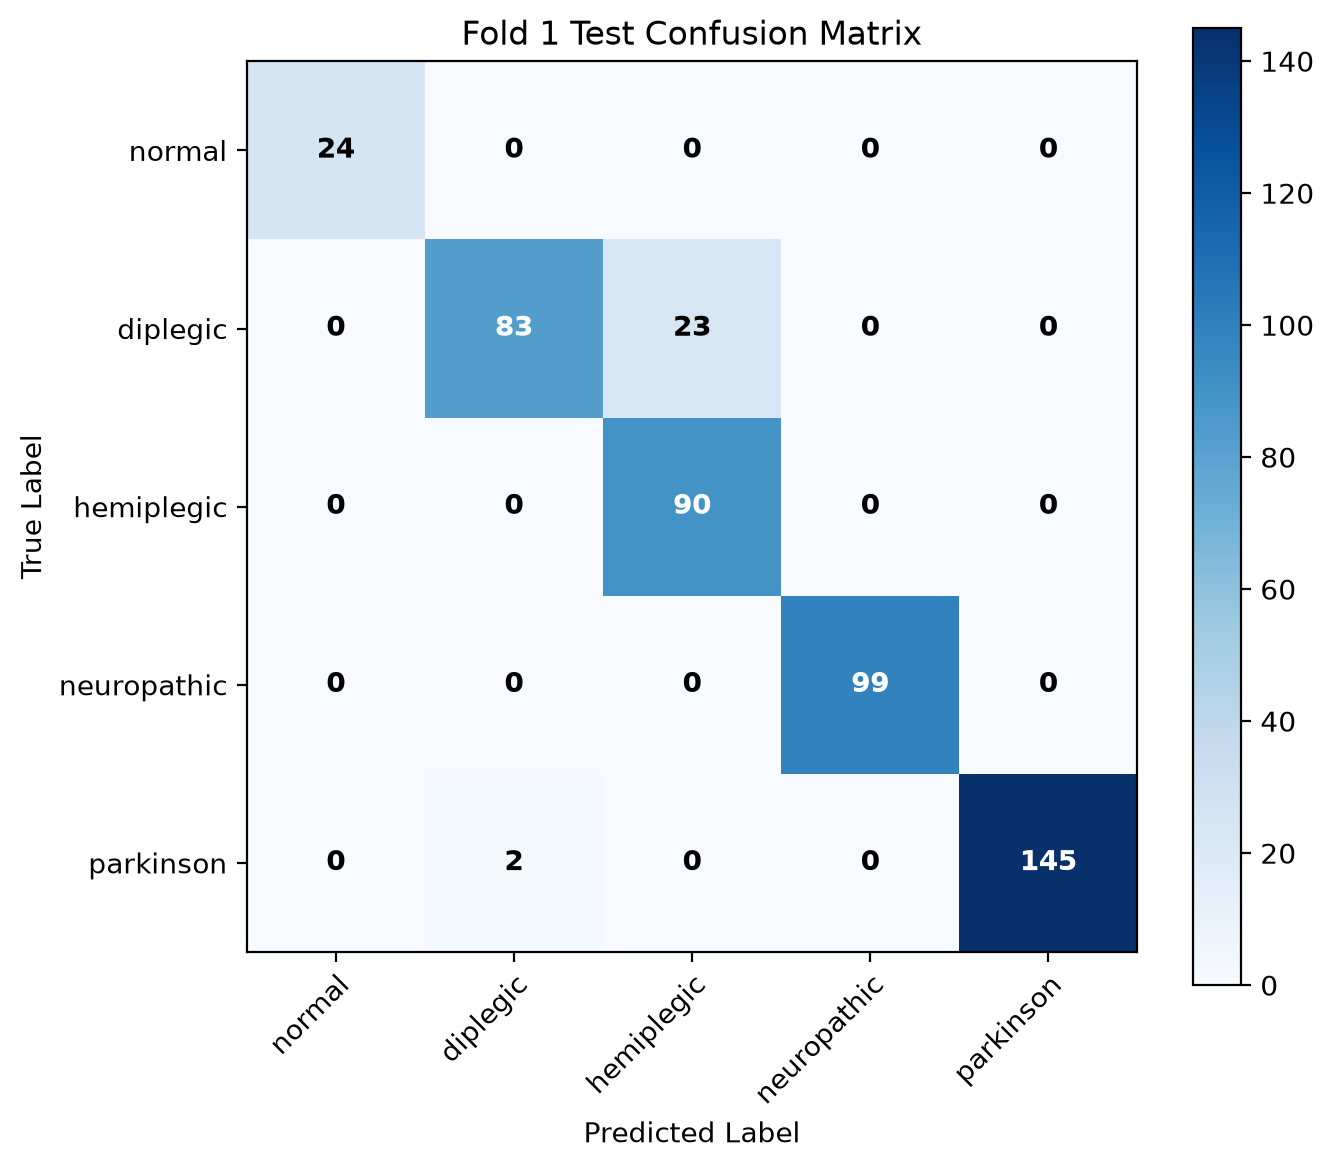 Fold 1 Test Confusion Matrix
True Label
normal 24 0 0 0 0
diplegic 0 83 23 0 0
hemiplegic 0 0 90 0 0
neuropathic 0 0 0 99 0
parkinson 0 2 0 0 145
normal diplegic hemiplegic neuropathic parkinson
Predicted Label
140
120
100
80
60
40
20
0